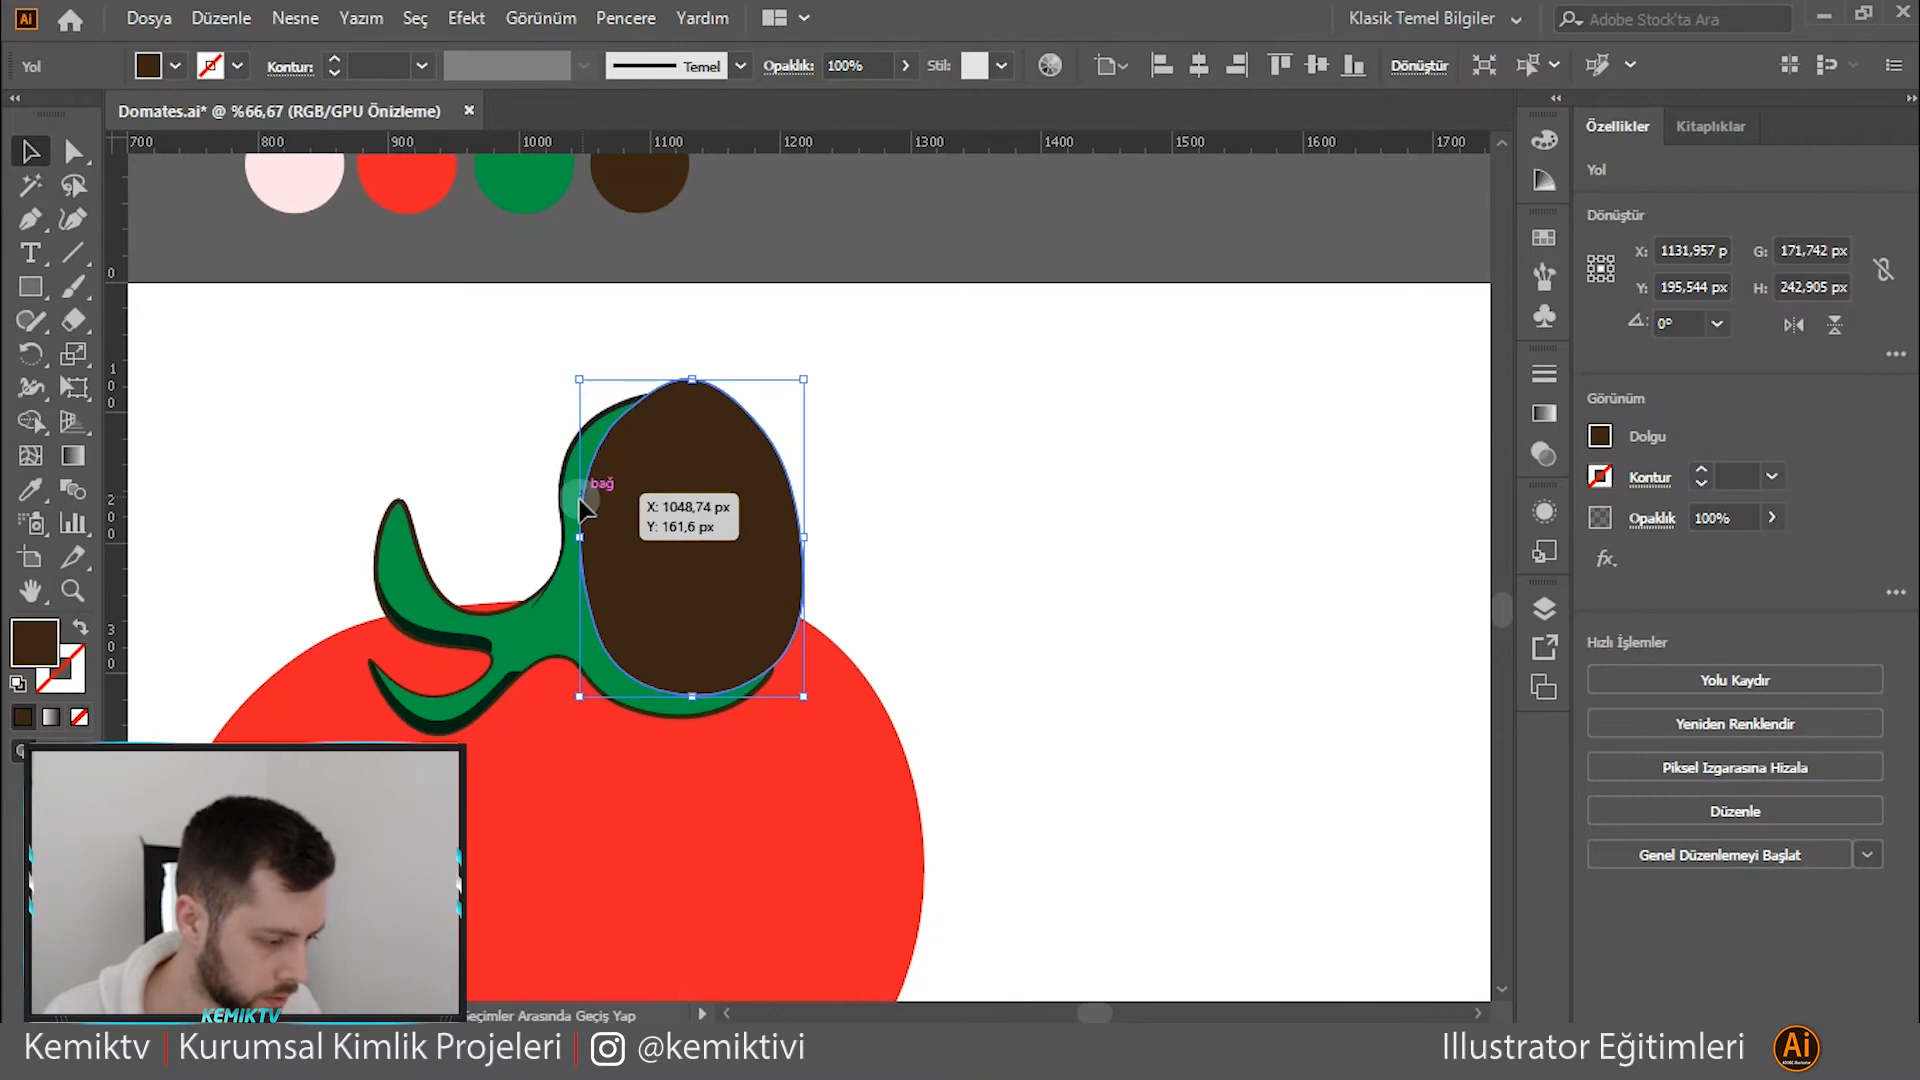 Ai
Dosya Düzenle Nesne Yazım Seç Efekt Görünüm Pencere Yardım
Klasik Temel Bilgiler
Adobe Stock'ta Ara
Yol
Kontur:
Temel
Opaklık: 100%
Stil:
Dönüştür
Domates.ai* @ %66,67 (RGB/GPU Önizleme)
700 800 900 1000 1100 1200 1300 1400 1500 1600 1700
0
100
200
300
bağ
X: 1048,74 px
Y: 161,6 px
Özellikler Kitaplıklar
Yol
Dönüştür
X: 1131,957 p G: 171,742 px
Y: 195,544 px H: 242,905 px
0°
Görünüm
Dolgu
Kontur
Opaklık 100%
fx.
Hızlı İşlemler
Yolu Kaydır
Yeniden Renklendir
Piksel Izgarasına Hizala
Düzenle
Genel Düzenlemeyi Başlat
Seçimler Arasında Geçiş Yap
KEMIKTV
Kemiktv | Kurumsal Kimlik Projeleri | @kemiktivi
Illustrator Eğitimleri
Ai